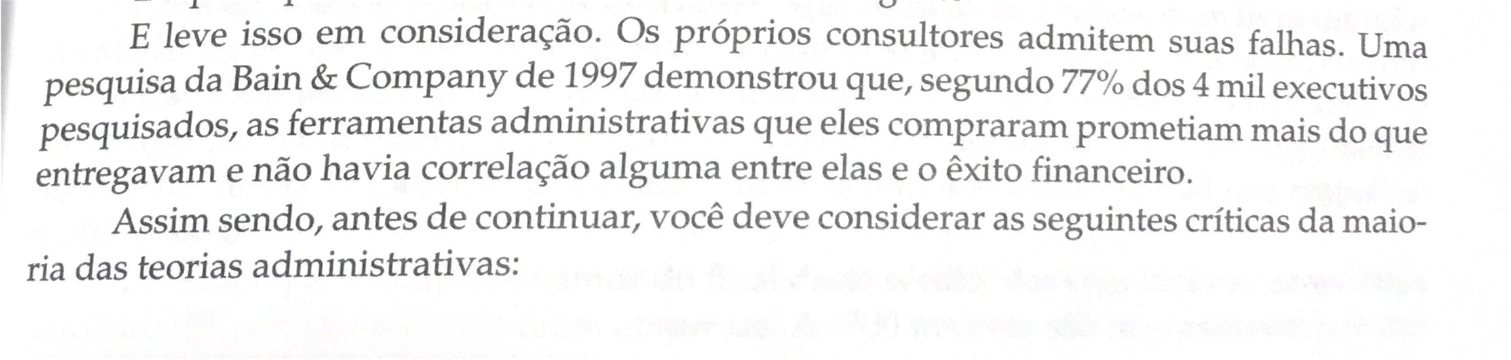 E leve isso em consideração. Os próprios consultores admitem suas falhas. Uma
pesquisa da Bain & Company de 1997 demonstrou que, segundo 77% dos 4 mil executivos
pesquisados, as ferramentas administrativas que eles compraram prometiam mais do que
entregavam e não havia correlação alguma entre elas e o êxito financeiro.
Assim sendo, antes de continuar, você deve considerar as seguintes críticas da maio-
ria das teorias administrativas: